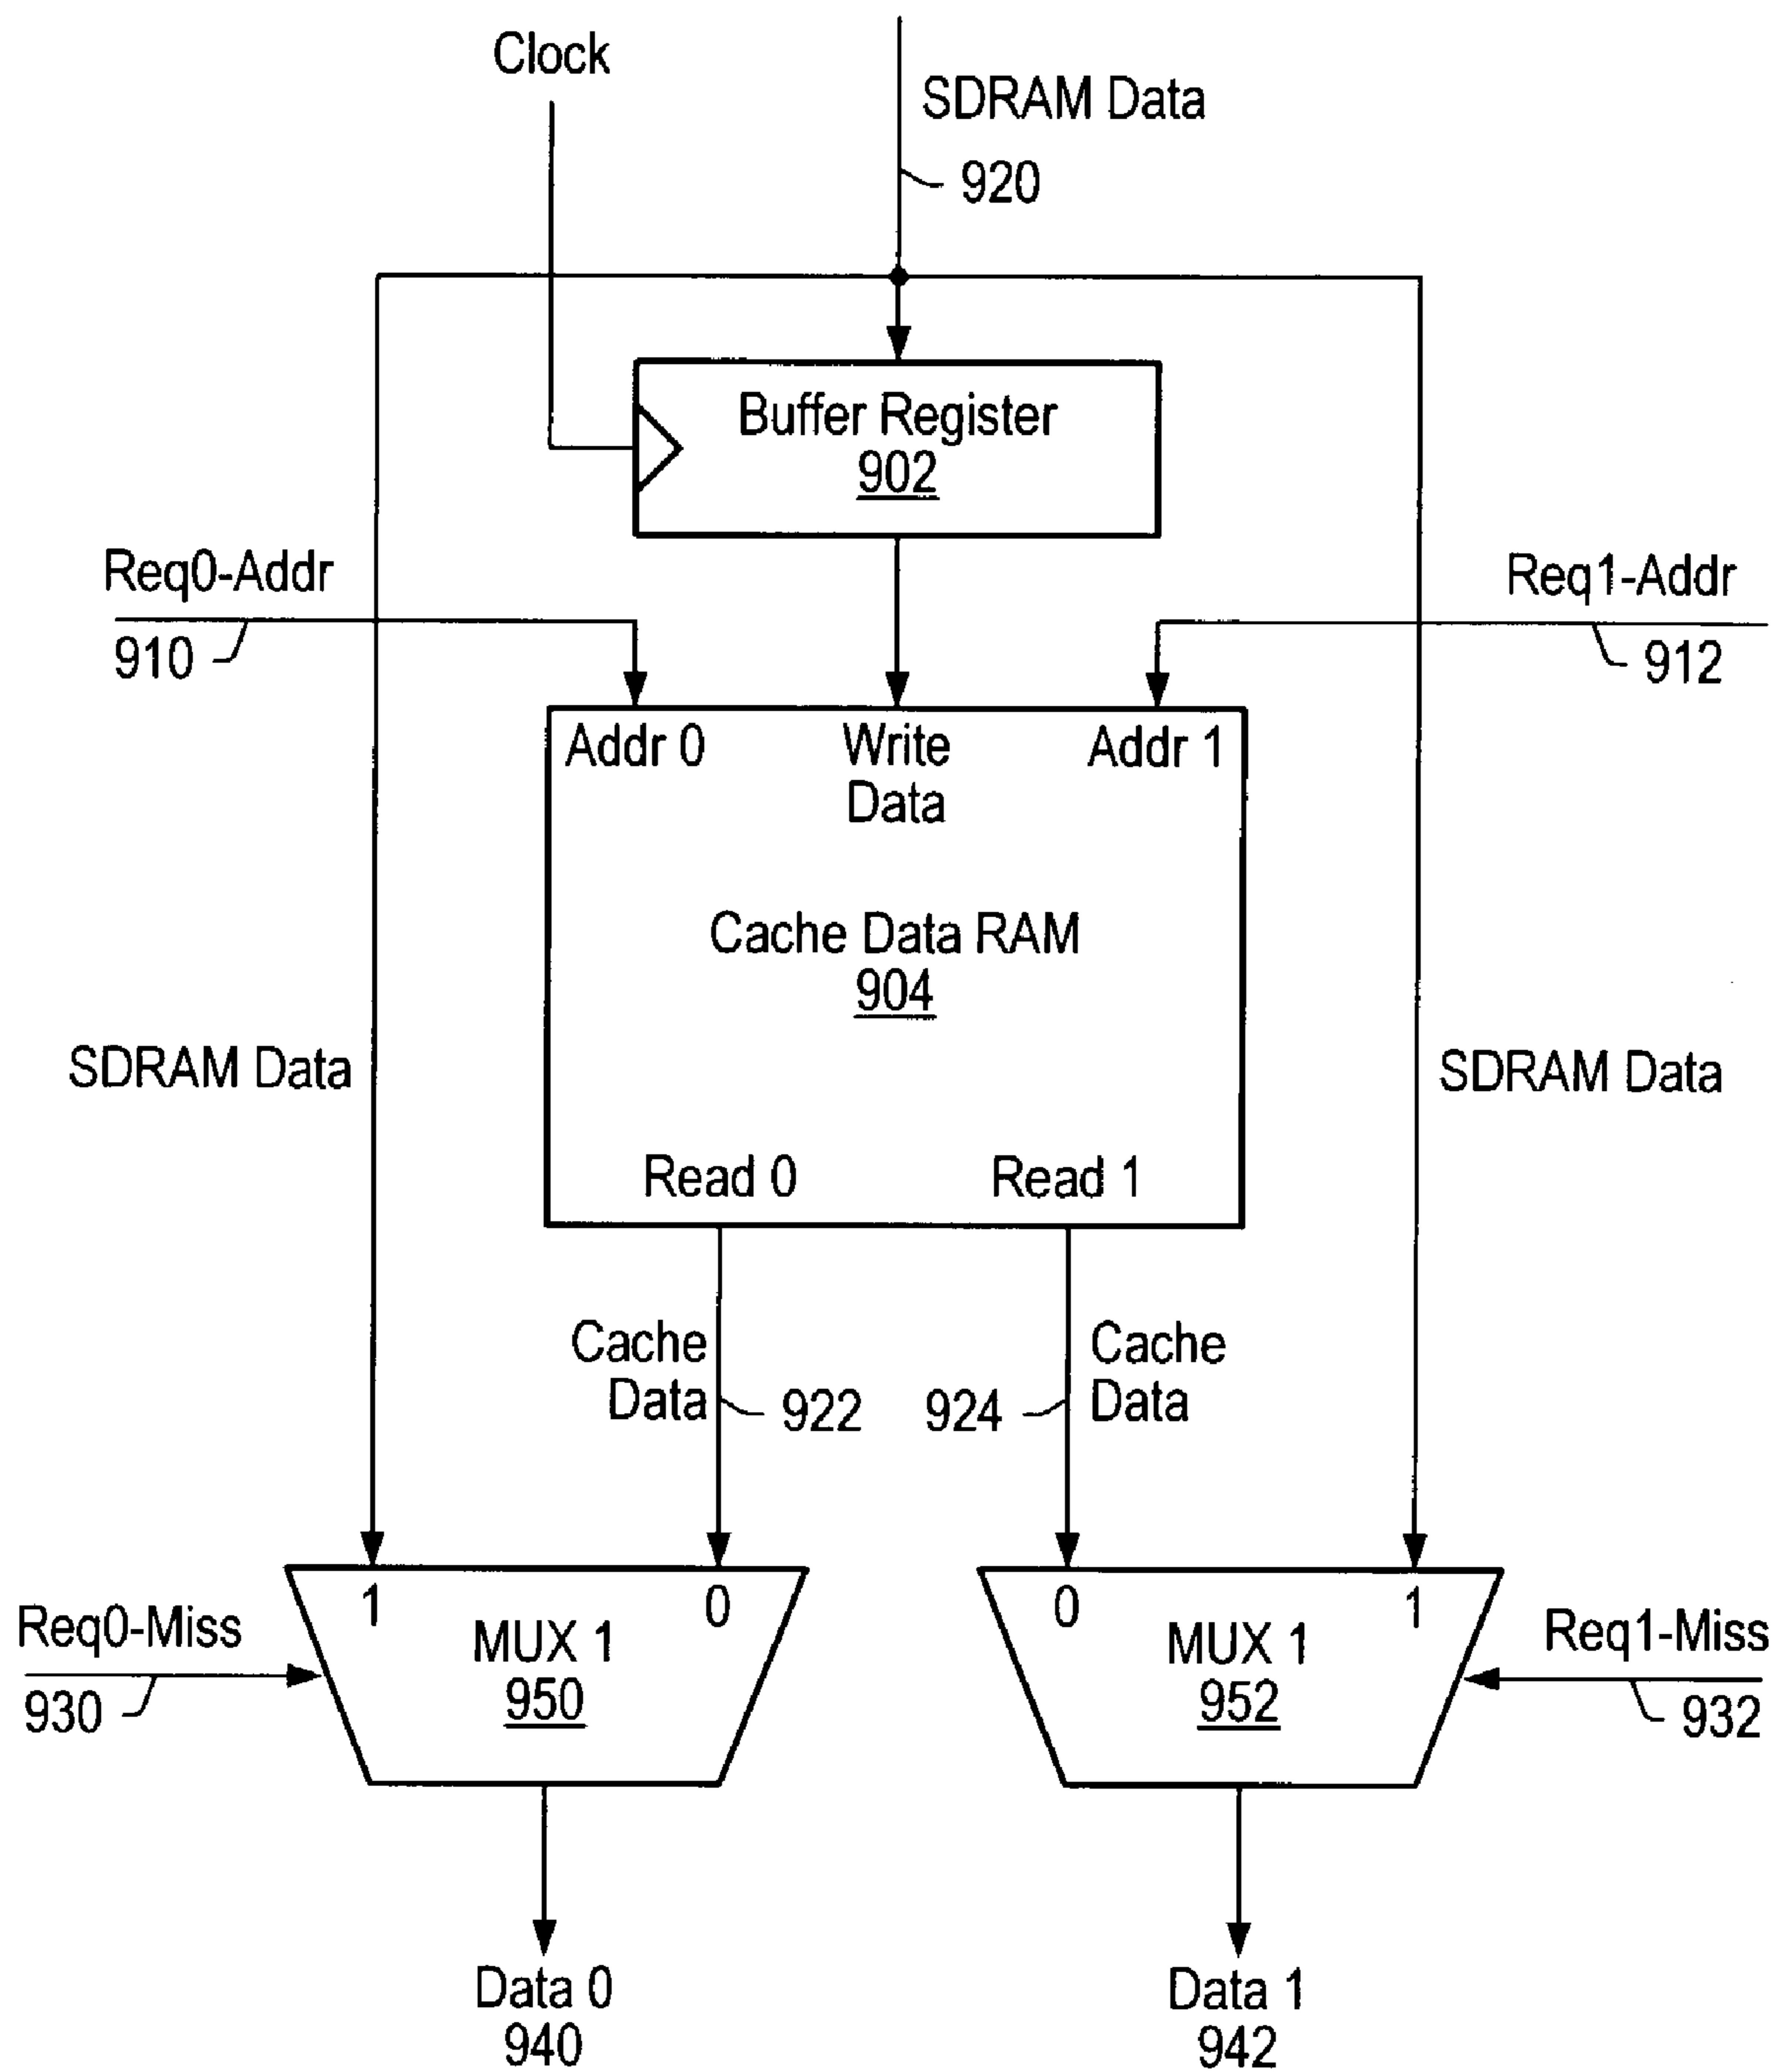 Clock
SDRAM Data
920
Buffer Register
902
Req0-Addr
910
Req1-Addr
912
Addr 0
Write
Data
Addr 1
Cache Data RAM
904
SDRAM Data
SDRAM Data
Read 0
Read 1
Cache
Data
922
924
Cache
Data
1
0
MUX 1
950
Req0-Miss
930
0
1
MUX 1
952
Req1-Miss
932
Data 0
940
Data 1
942